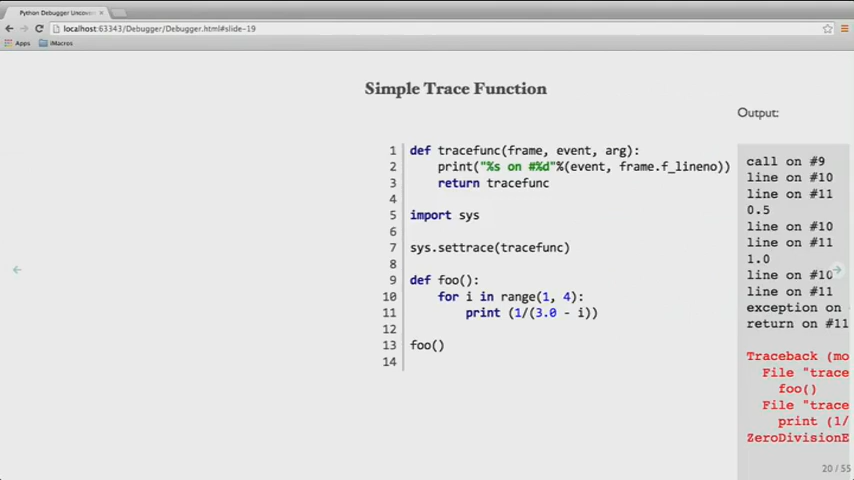 Python Debugger Uncover
localhost:63343/Debugger/Debugger.html#slide-19
Apps
iMacros
Simple Trace Function
1 def tracefunc(frame, event, arg):
2 print("%s on #%d"%(event, frame.f_lineno))
3 return tracefunc
4
5 import sys
6
7 sys.settrace(tracefunc)
8
9 def foo():
10 for i in range(1, 4):
11 print (1/(3.0 - i))
12
13 foo()
14
Output:
call on #9
line on #10
line on #11
0.5
line on #10
line on #11
1.0
line on #10
line on #11
exception on
return on #11
Traceback (mo
File "trace
foo()
File "trace
print (1/
ZeroDivisionE
20 / 55